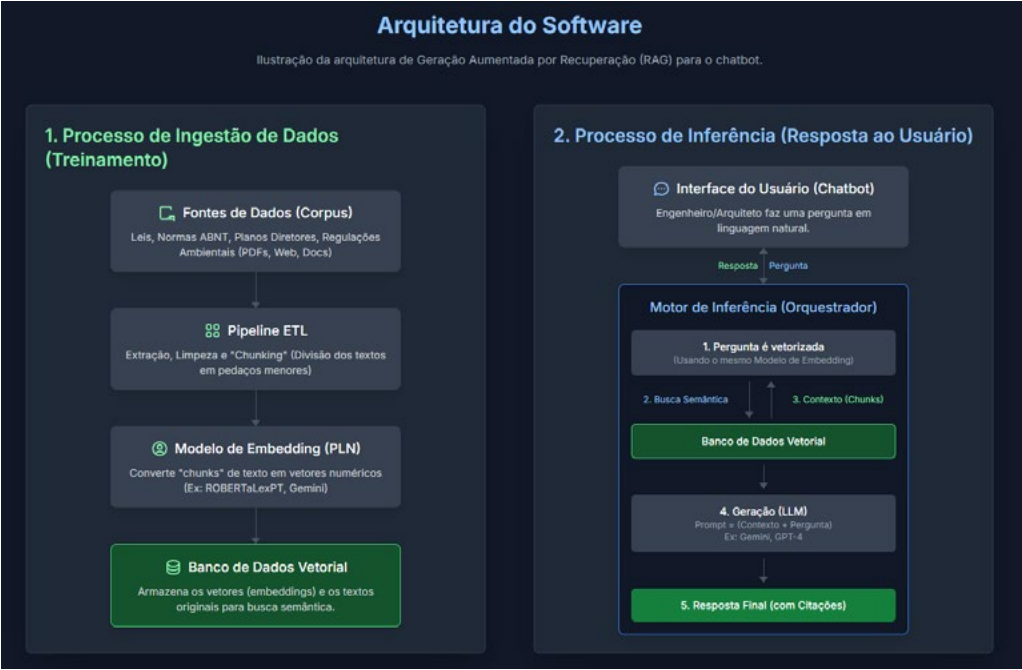 Arquitetura do Software
Ilustração da arquitetura de Geração Aumentada por Recuperação (RAG) para o chatbot.
1. Processo de Ingestão de Dados
(Treinamento)
Fontes de Dados (Corpus)
Leis, Normas ABNT, Planos Diretores, Regulações
Ambientais (PDFs, Web, Docs)
Pipeline ETL
Extração, Limpeza e "Chunking" (Divisão dos textos
em pedaços menores)
Modelo de Embedding (PLN)
Converte "chunks" de texto em vetores numéricos
(Ex: ROBERTaLexPT, Gemini)
Banco de Dados Vetorial
Armazena os vetores (embeddings) e os textos
originais para busca semântica.
2. Processo de Inferência (Resposta ao Usuário)
Interface do Usuário (Chatbot)
Engenheiro/Arquiteto faz uma pergunta em
linguagem natural.
Resposta Pergunta
Motor de Inferência (Orquestrador)
1. Pergunta é vetorizada
(Usando o mesmo Modelo de Embedding)
2. Busca Semântica 3. Contexto (Chunks)
Banco de Dados Vetorial
4. Geração (LLM)
Prompt = (Contexto + Pergunta)
Ex: Gemini, GPT-4
5. Resposta Final (com Citações)